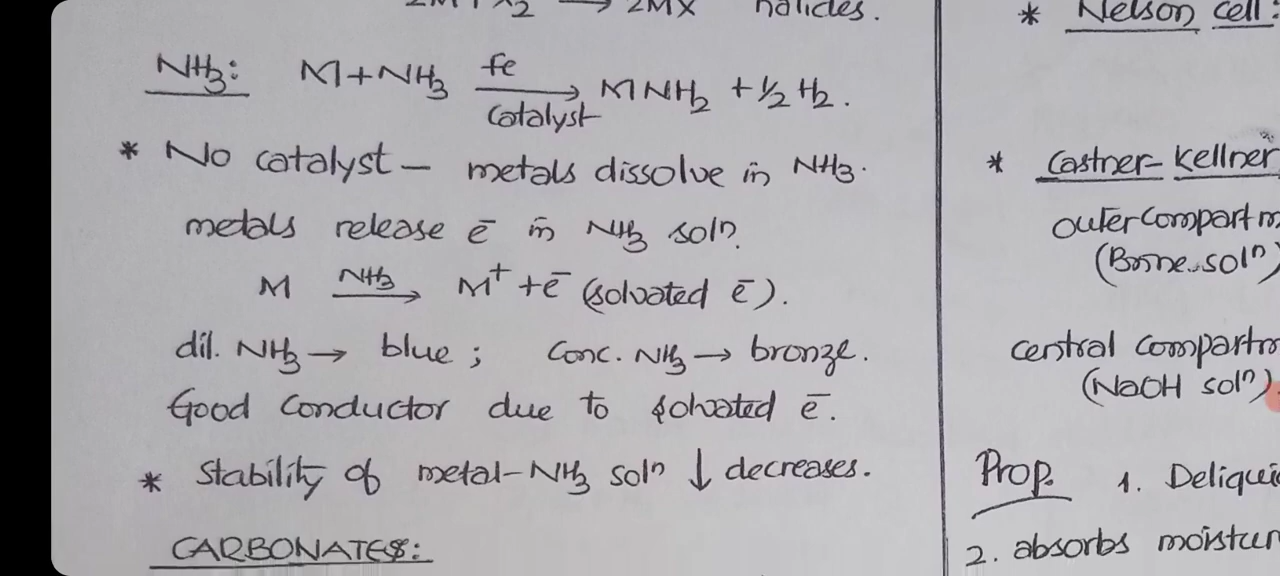 2MX halides.
NH₃: M + NH₃ fe → catalyst MNH₂ + ½ H₂.
* No catalyst – metals dissolve in NH₃.
metals release ē in NH₃ solⁿ.
M NH₃ → M⁺ + ē (solvated ē).
dil. NH₃ → blue ; conc. NH₃ → bronze.
Good conductor due to solvated ē.
* Stability of metal-NH₃ solⁿ ↓ decreases.
CARBONATES:
* Nelson cell:
* Castner-Kellner
outer compartm
(Brine solⁿ)
central compartm
(NaOH solⁿ)
Prop. 1. Delique
2. absorbs moistur